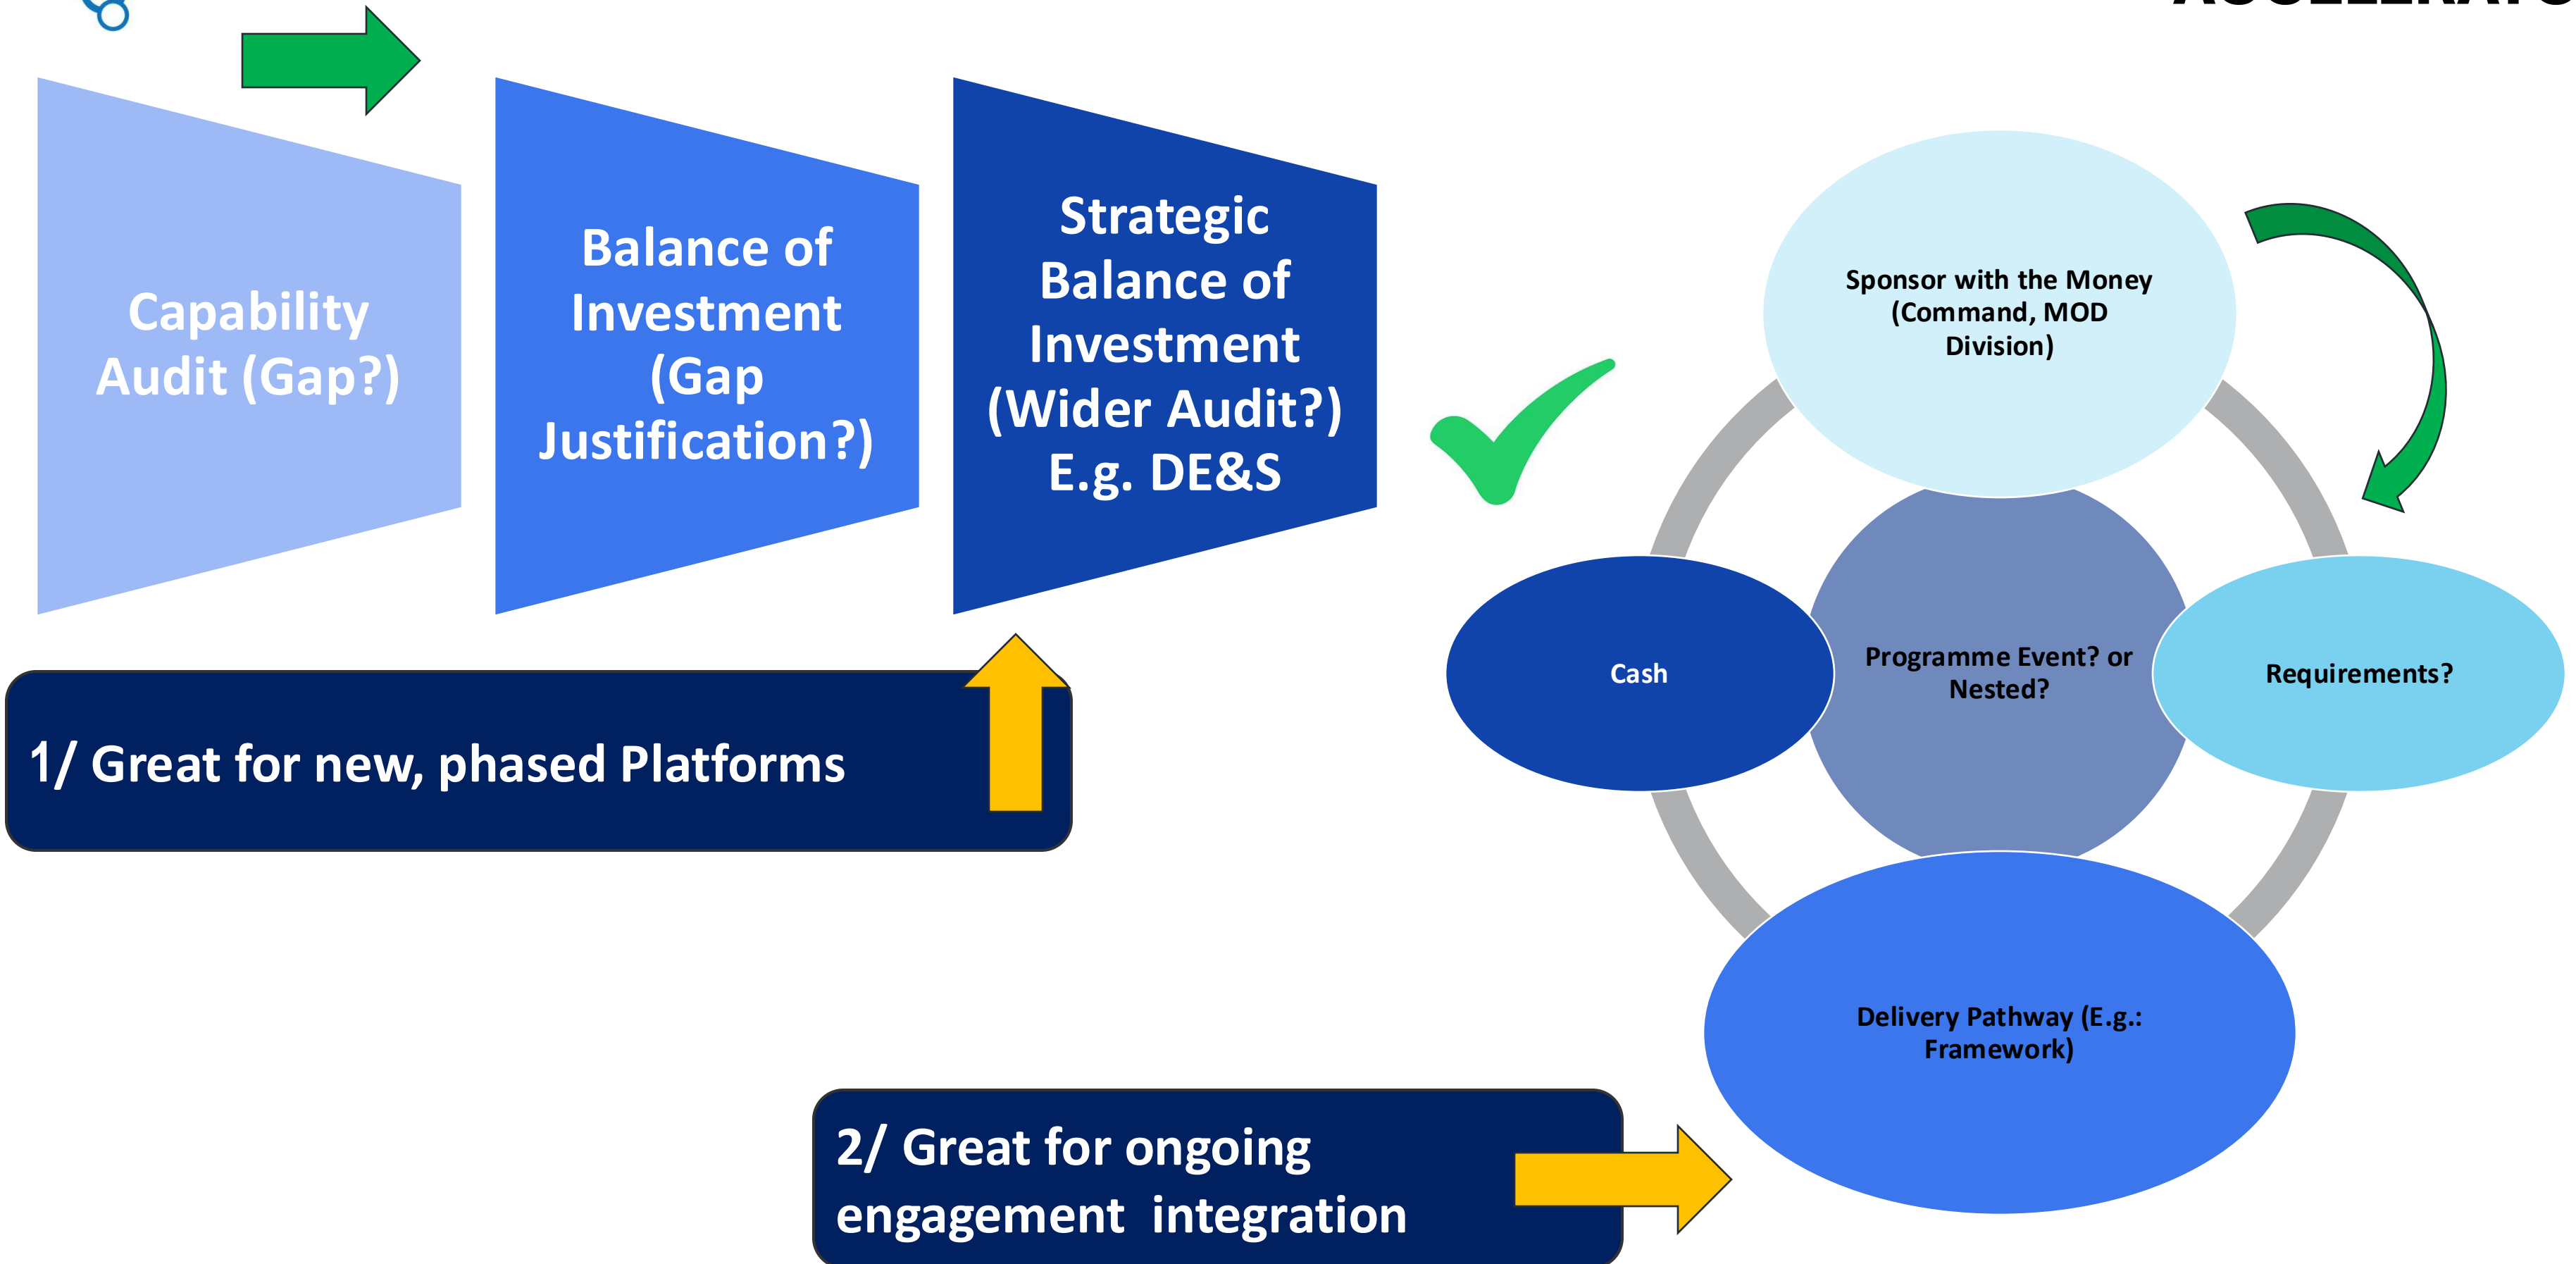 Capability
Audit (Gap?)
Balance of
Investment
(Gap
Justification?)
Strategic
Balance of
Investment
(Wider Audit?)
E.g. DE&S
1/ Great for new, phased Platforms
Sponsor with the Money
(Command, MOD
Division)
Cash
Programme Event? or
Nested?
Requirements?
Delivery Pathway (E.g.:
Framework)
2/ Great for ongoing
engagement  integration